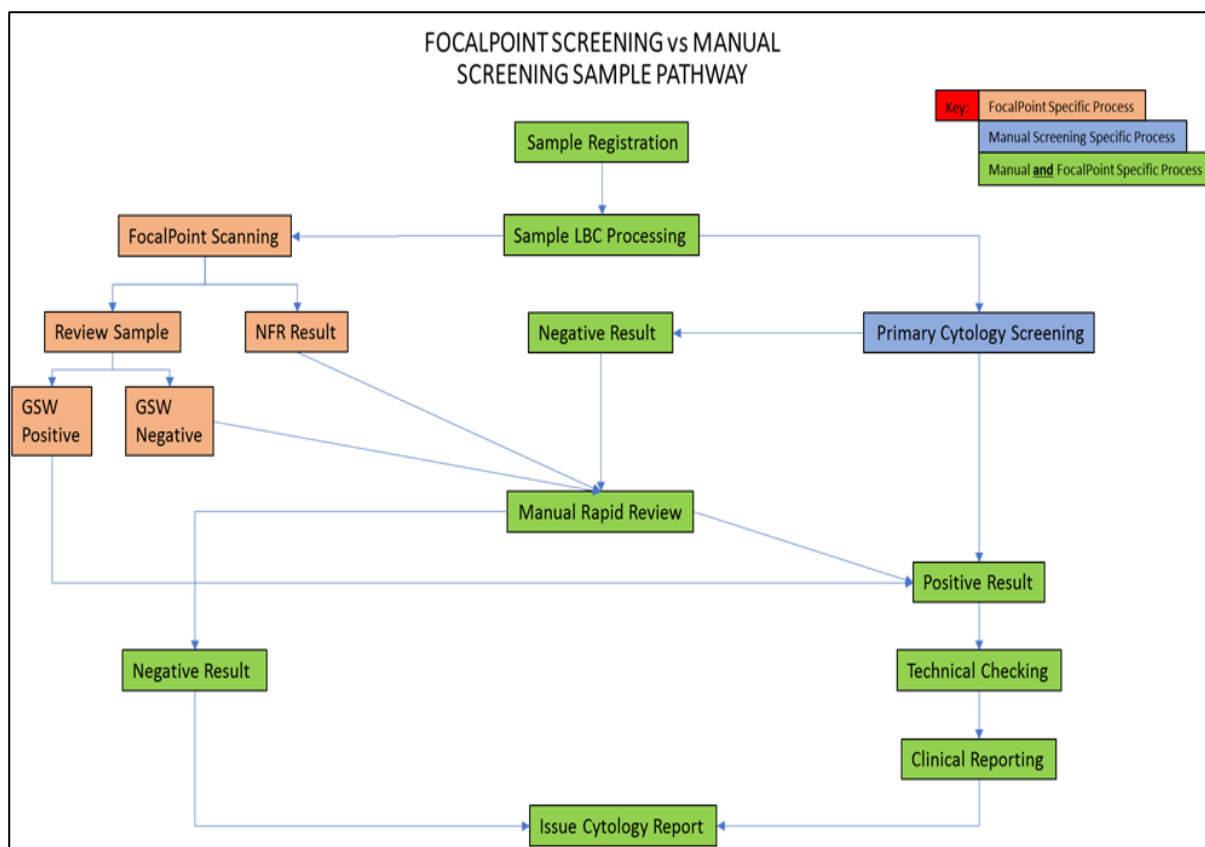 FOCALPOINT SCREENING vs MANUAL
SCREENING SAMPLE PATHWAY
Key:
FocalPoint Specific Process
Manual Screening Specific Process
Manual and FocalPoint Specific Process
Sample Registration
FocalPoint Scanning
Sample LBC Processing
Review Sample
NFR Result
Negative Result
Primary Cytology Screening
GSW
Positive
GSW
Negative
Manual Rapid Review
Positive Result
Negative Result
Technical Checking
Clinical Reporting
Issue Cytology Report